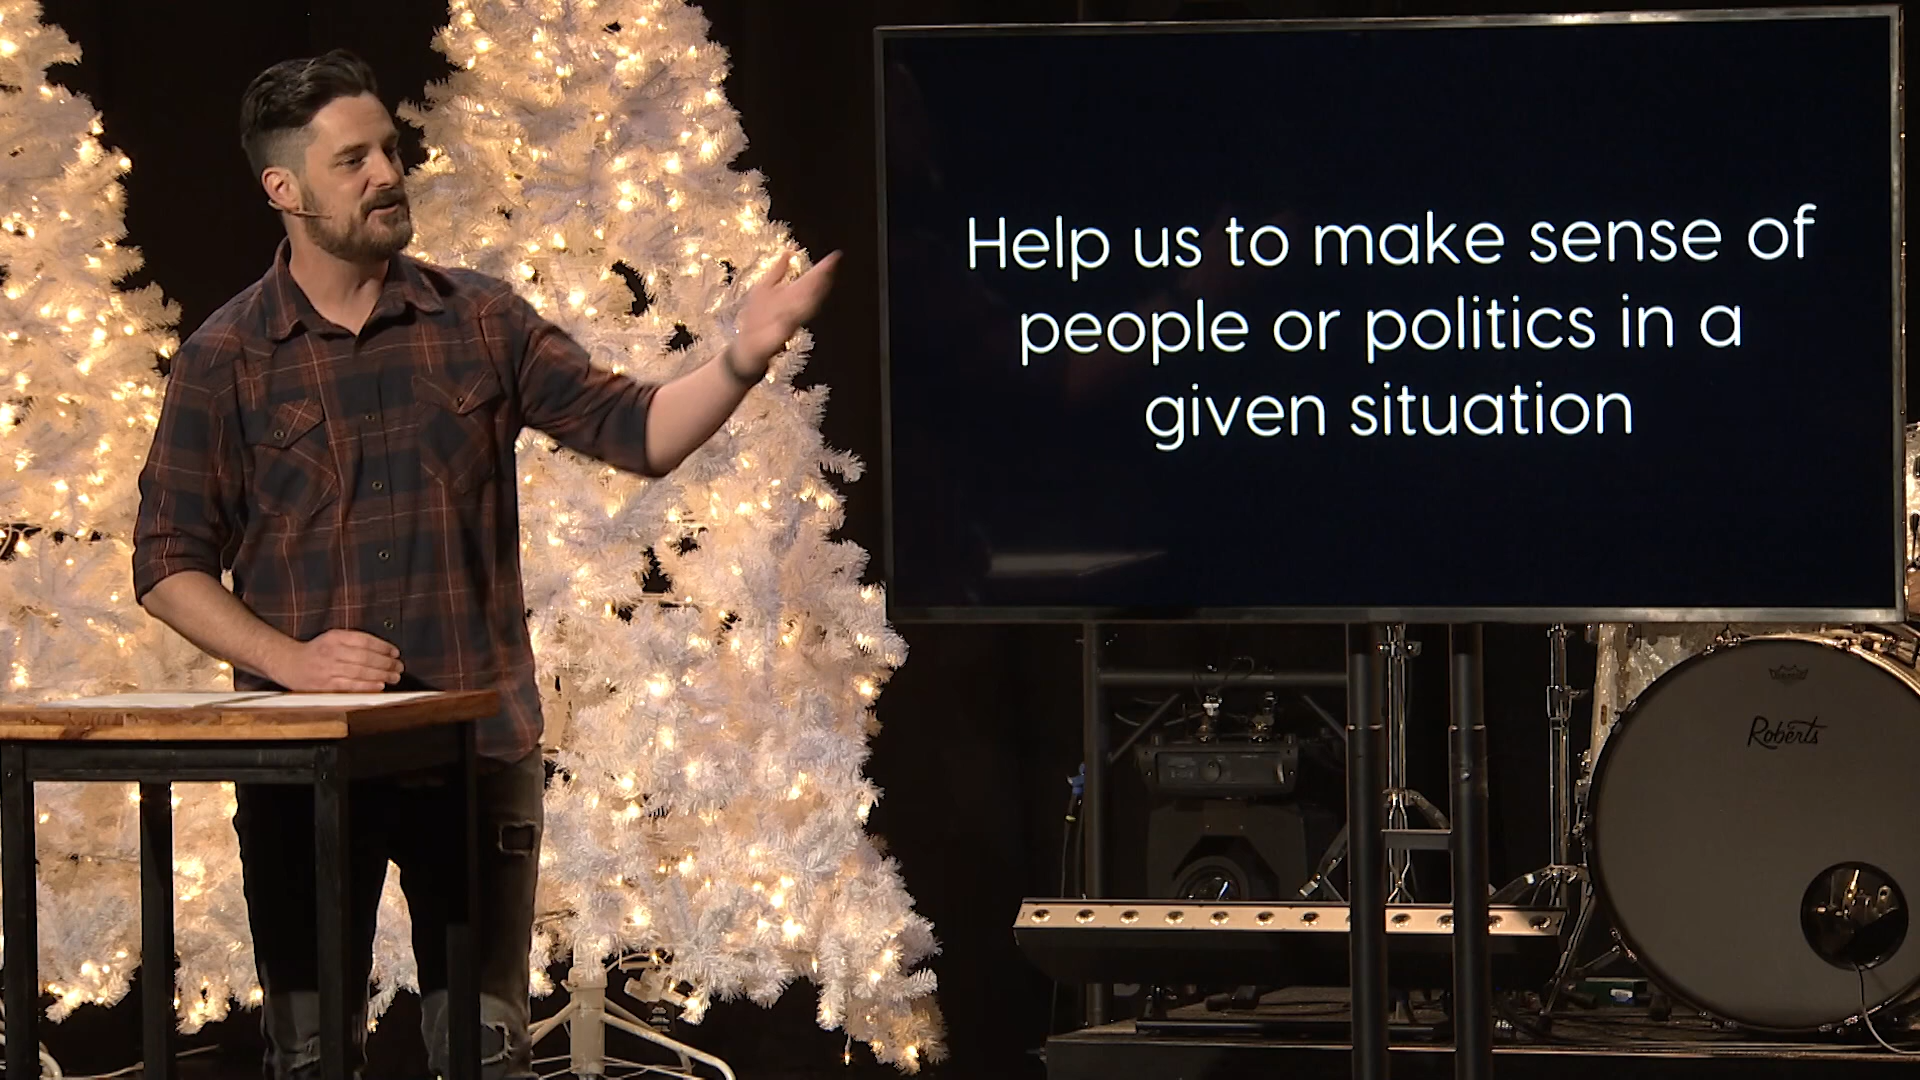 Help us to make sense of
people or politics in a
given situation
Roberts